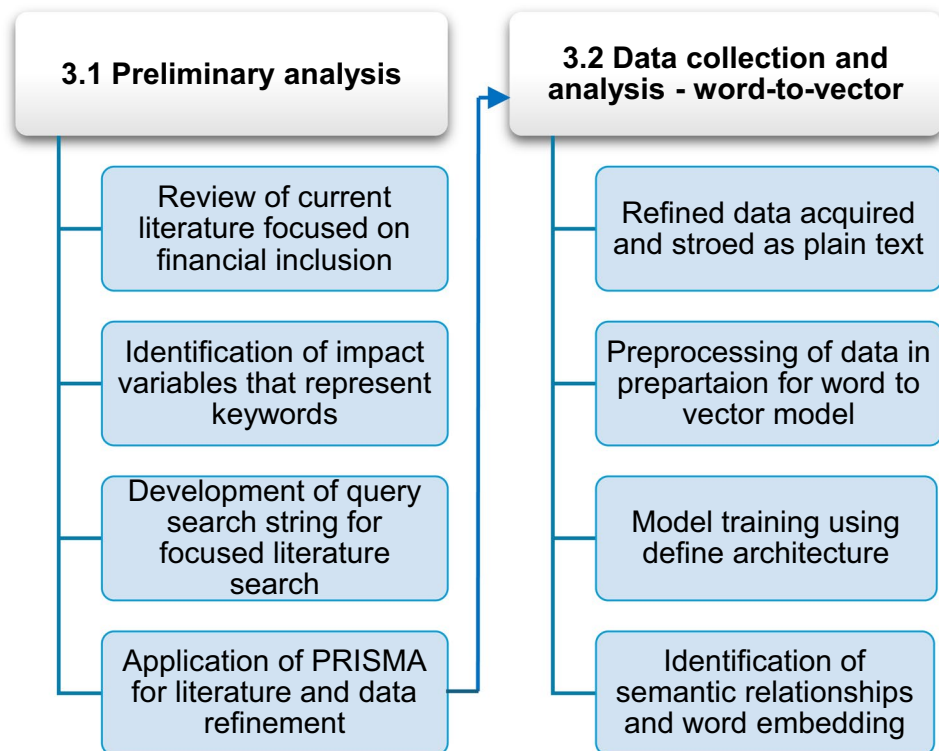 3.1 Preliminary analysis
Review of current
literature focused on
financial inclusion
Identification of impact
variables that represent
keywords
Development of query
search string for
focused literature
search
Application of PRISMA
for literature and data
refinement
3.2 Data collection and
analysis - word-to-vector
Refined data acquired
and stroed as plain text
Preprocessing of data in
prepartaion for word to
vector model
Model training using
define architecture
Identification of
semantic relationships
and word embedding